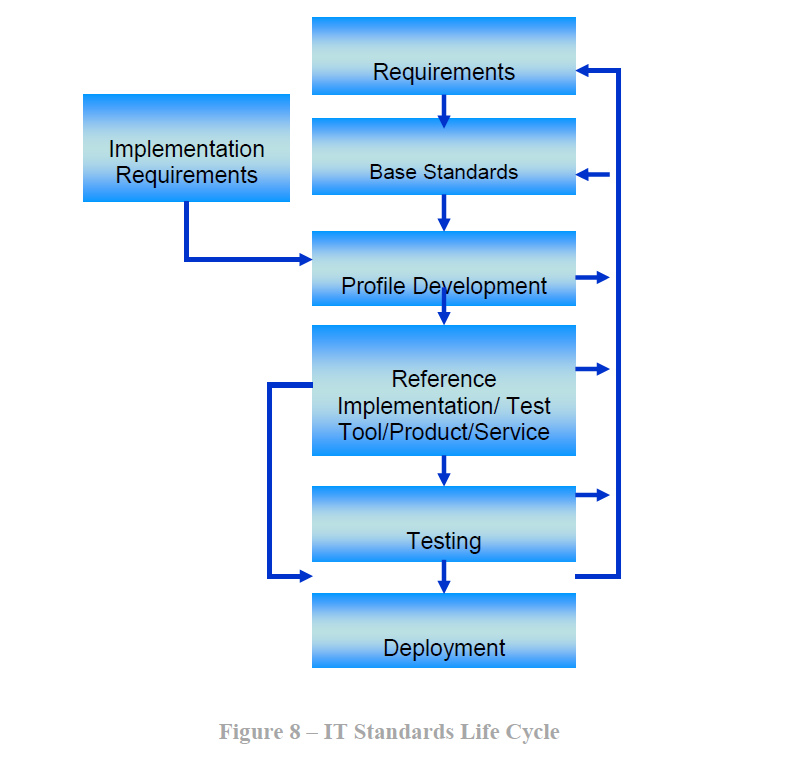 Requirements
Implementation
Requirements
Base Standards
Profile Development
Reference
Implementation/ Test
Tool/Product/Service
Testing
Deployment
Figure 8 – IT Standards Life Cycle